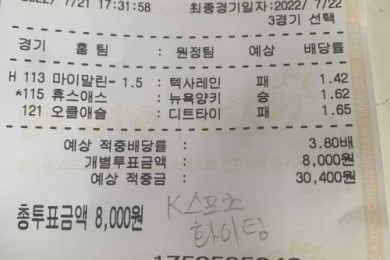 2022/ 7/21 17:31:58 최종경기일자:2022/ 7/22
3경기 선택
경기 홈 팀 : 원정팀 예상 배당률
H 113 마이말린- 1.5 : 텍사레인 패 1.42
*115 휴스애스 : 뉴욕양키 승 1.62
121 오클애슬 : 디트타이 패 1.65
예상 적중배당률 : 3.80배
개별투표금액 : 8,000원
예상 적중금 : 30,400원
총투표금액 8,000원 K스포츠
화이팅